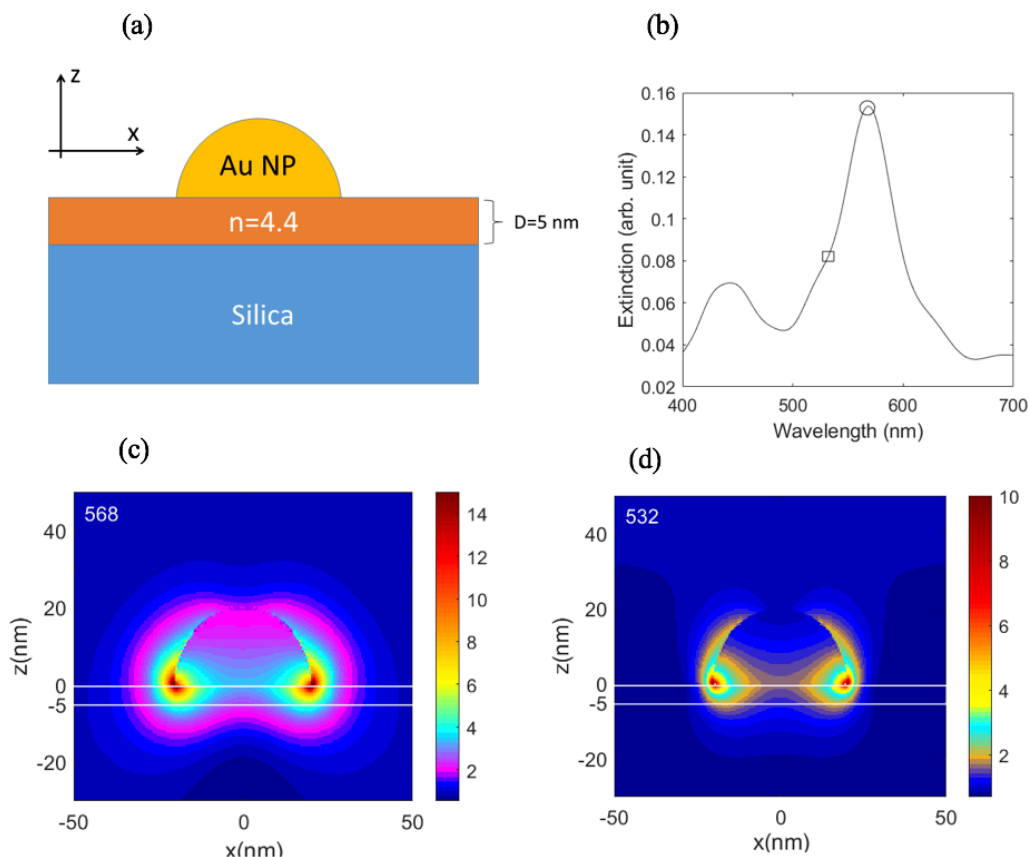 (a)
z
x
Au NP
n=4.4
D=5 nm
Silica
(b)
0.16
0.14
0.12
0.1
0.08
0.06
0.04
0.02
Extinction (arb. unit)
400
500
600
700
Wavelength (nm)
(c)
568
40
20
0
-5
-20
z(nm)
-50
0
50
x(nm)
14
12
10
8
6
4
2
(d)
532
40
20
0
-5
-20
z(nm)
-50
0
50
x(nm)
10
8
6
4
2